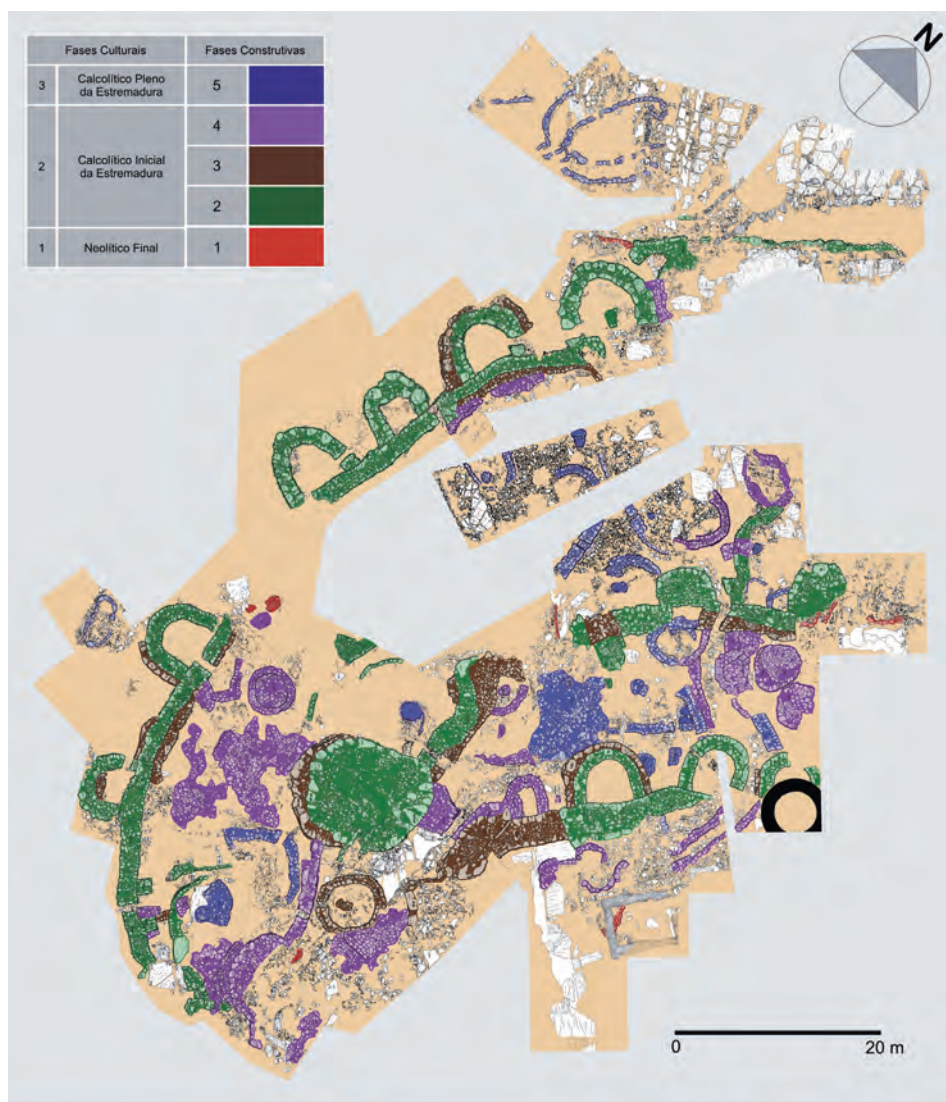 Fases Culturais Fases Construtivas
3 Calcolítico Pleno da Estremadura 5
2 Calcolítico Inicial da Estremadura 4
3
2
1 Neolítico Final 1
N
0 20 m